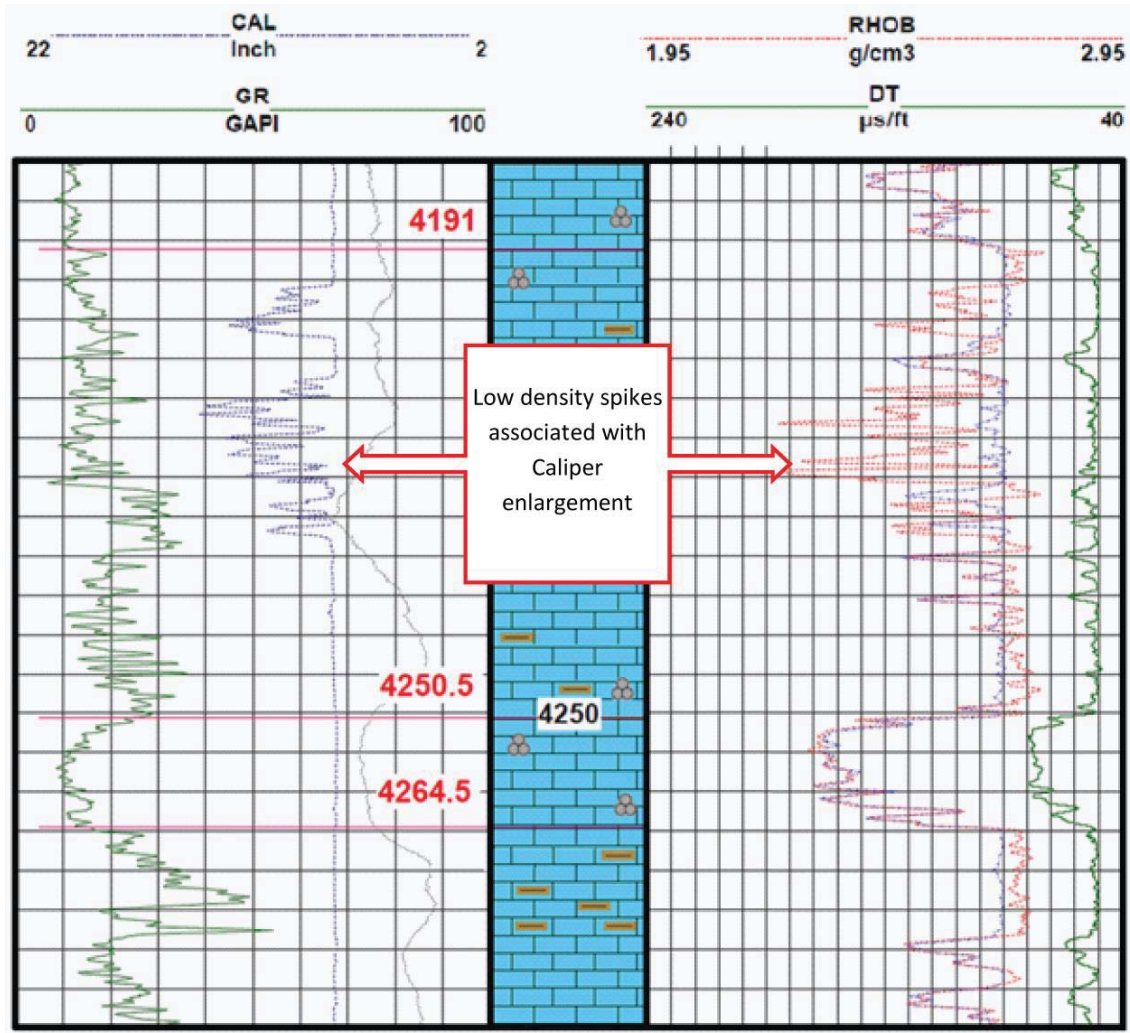 CAL
22 Inch 2
GR
0 GAPI 100
RHOB
1.95 g/cm3 2.95
DT
240 µs/ft 40
4191
Low density spikes
associated with
Caliper
enlargement
4250.5
4250
4264.5